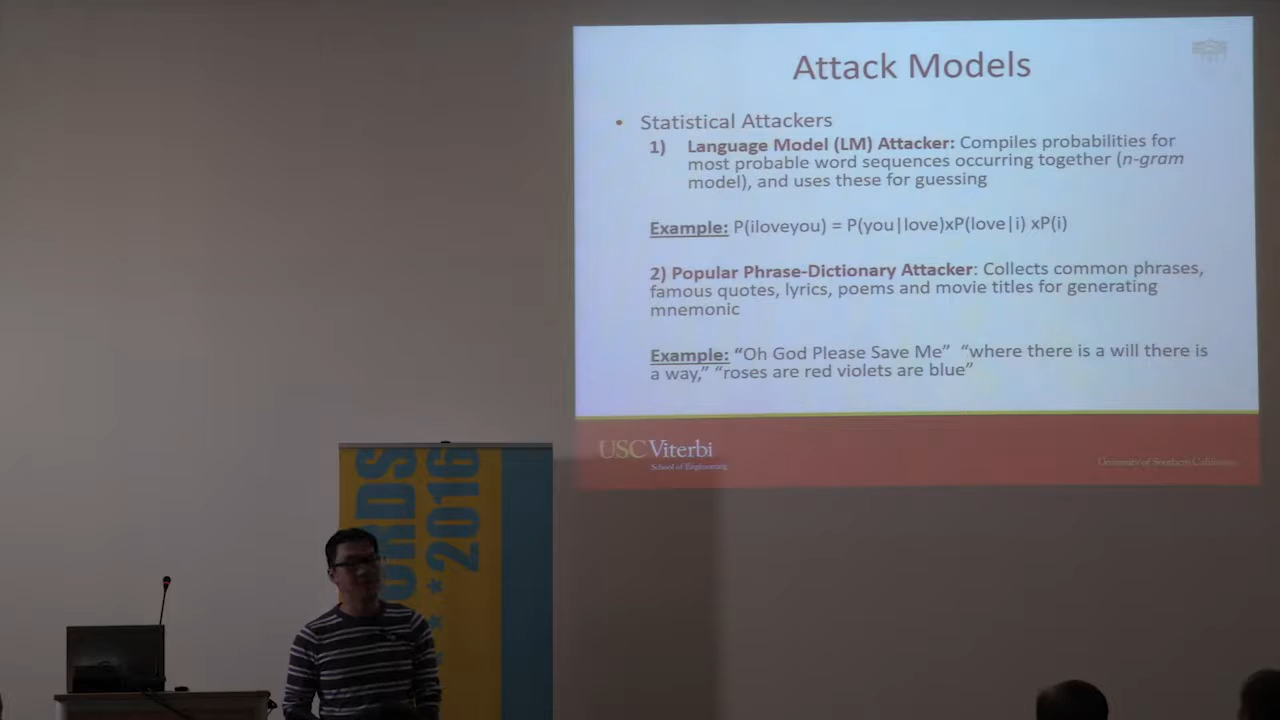 Attack Models
• Statistical Attackers
1) Language Model (LM) Attacker: Compiles probabilities for
most probable word sequences occurring together (n-gram
model), and uses these for guessing
Example: P(iloveyou) = P(you|love)xP(love|i) xP(i)
2) Popular Phrase-Dictionary Attacker: Collects common phrases,
famous quotes, lyrics, poems and movie titles for generating
mnemonic
Example: “Oh God Please Save Me” “where there is a will there is
a way,” “roses are red violets are blue”
USC Viterbi
School of Engineering
University of Southern California
ORDS
* * * 2016